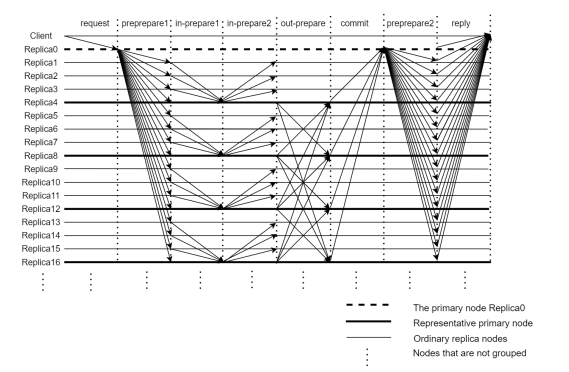 request preprepare1 in-prepare1 in-prepare2 out-prepare commit preprepare2 reply
Client
Replica0
Replica1
Replica2
Replica3
Replica4
Replica5
Replica6
Replica7
Replica8
Replica9
Replica10
Replica11
Replica12
Replica13
Replica14
Replica15
Replica16
The primary node Replica0
Representative primary node
Ordinary replica nodes
Nodes that are not grouped